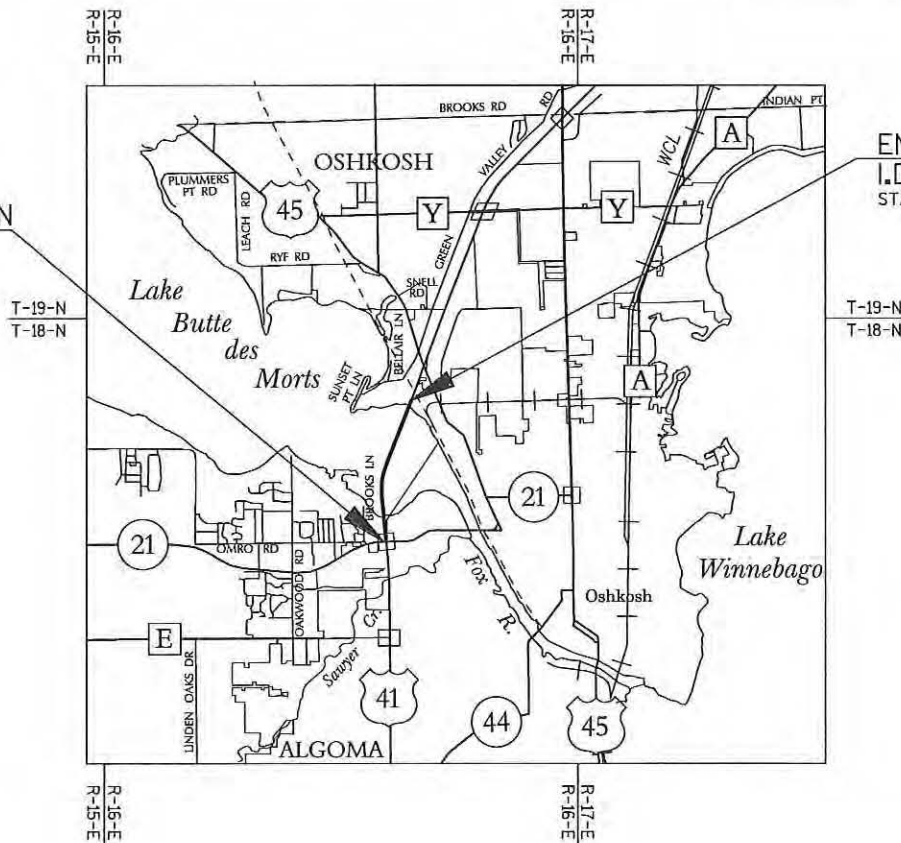 R-15-E
R-16-E
R-16-E
R-17-E
BROOKS RD
INDIAN PT
RD
VALLEY
WCL
A
OSHKOSH
PLUMMERS
PT RD
LEACH RD
45
Y
Y
GREEN
RYF RD
SNELL
RD
BELLAIR LN
EN
I.D
ST
N
Lake
Butte
des
Morts
T-19-N
T-18-N
T-19-N
T-18-N
SUNSET
PT LN
A
BROOKS LN
21
21
OMRO RD
OAKWOOD RD
Fox
R.
Lake
Winnebago
Oshkosh
E
LINDEN OAKS DR
Sawyer
Cr.
41
44
45
ALGOMA
R-15-E
R-16-E
R-16-E
R-17-E